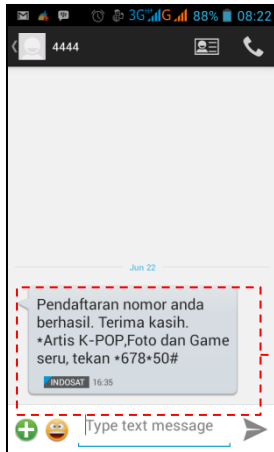 3G G 88% 08:22
4444
Jun 22
Pendaftaran nomor anda
berhasil. Terima kasih.
*Artis K-POP,Foto dan Game
seru, tekan *678*50#
INDOSAT 16:35
Type text message